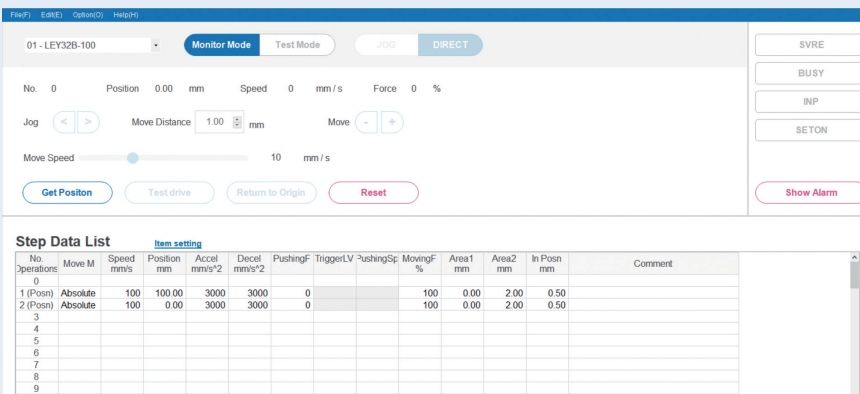 File(F) Edit(E) Option(O) Help(H)
01 - LEY32B-100 Monitor Mode Test Mode JOG DIRECT SVRE
BUSY
No. 0 Position 0.00 mm Speed 0 mm / s Force 0 %
INP
Jog < > Move Distance 1.00 mm Move - +
SETON
Move Speed 10 mm / s
Get Positon Test drive Return to Origin Reset Show Alarm
Step Data List Item setting
No. Move M Speed Position Accel Decel PushingF TriggerLV PushingSp MovingF Area1 Area2 In Posn Comment
Operations mm/s mm mm/s^2 mm/s^2 % mm mm mm
0
1 (Posn) Absolute 100 100.00 3000 3000 0 100 0.00 2.00 0.50
2 (Posn) Absolute 100 0.00 3000 3000 0 100 0.00 2.00 0.50
3
4
5
6
7
8
9